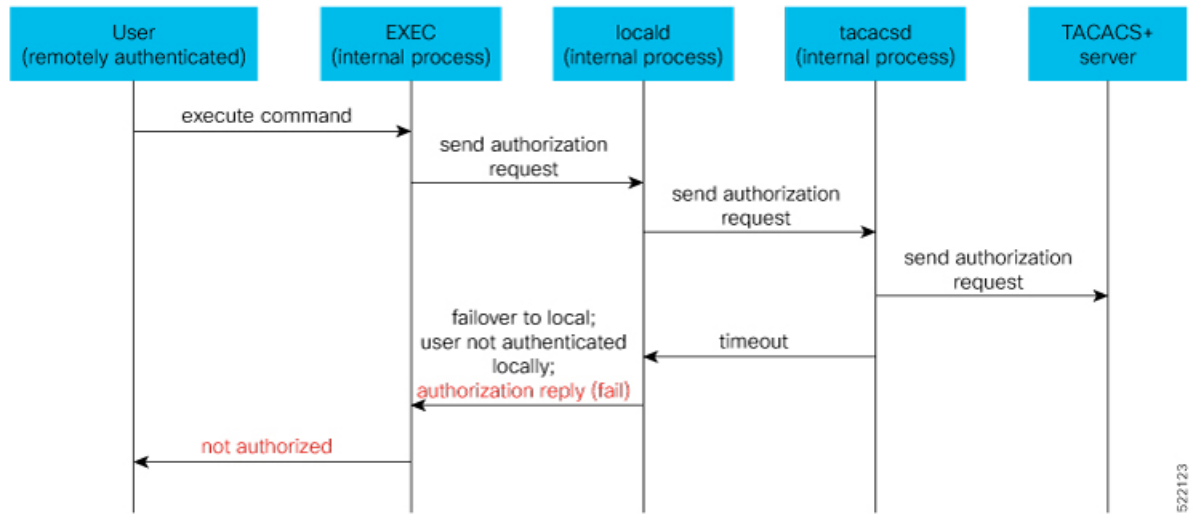 User
(remotely authenticated)
EXEC
(internal process)
locald
(internal process)
tacacsd
(internal process)
TACACS+
server
execute command
send authorization
request
send authorization
request
send authorization
request
timeout
failover to local;
user not authenticated
locally;
authorization reply (fail)
not authorized
522123